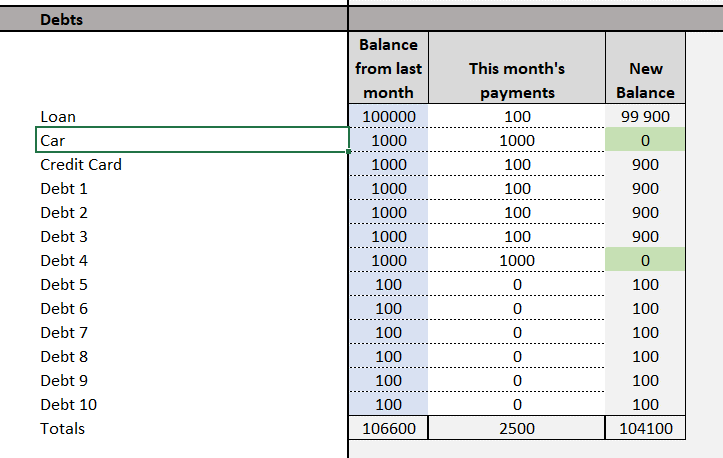 Debts
Balance from last month This month's payments New Balance
Loan 100000 100 99 900
Car 1000 1000 0
Credit Card 1000 100 900
Debt 1 1000 100 900
Debt 2 1000 100 900
Debt 3 1000 100 900
Debt 4 1000 1000 0
Debt 5 100 0 100
Debt 6 100 0 100
Debt 7 100 0 100
Debt 8 100 0 100
Debt 9 100 0 100
Debt 10 100 0 100
Totals 106600 2500 104100